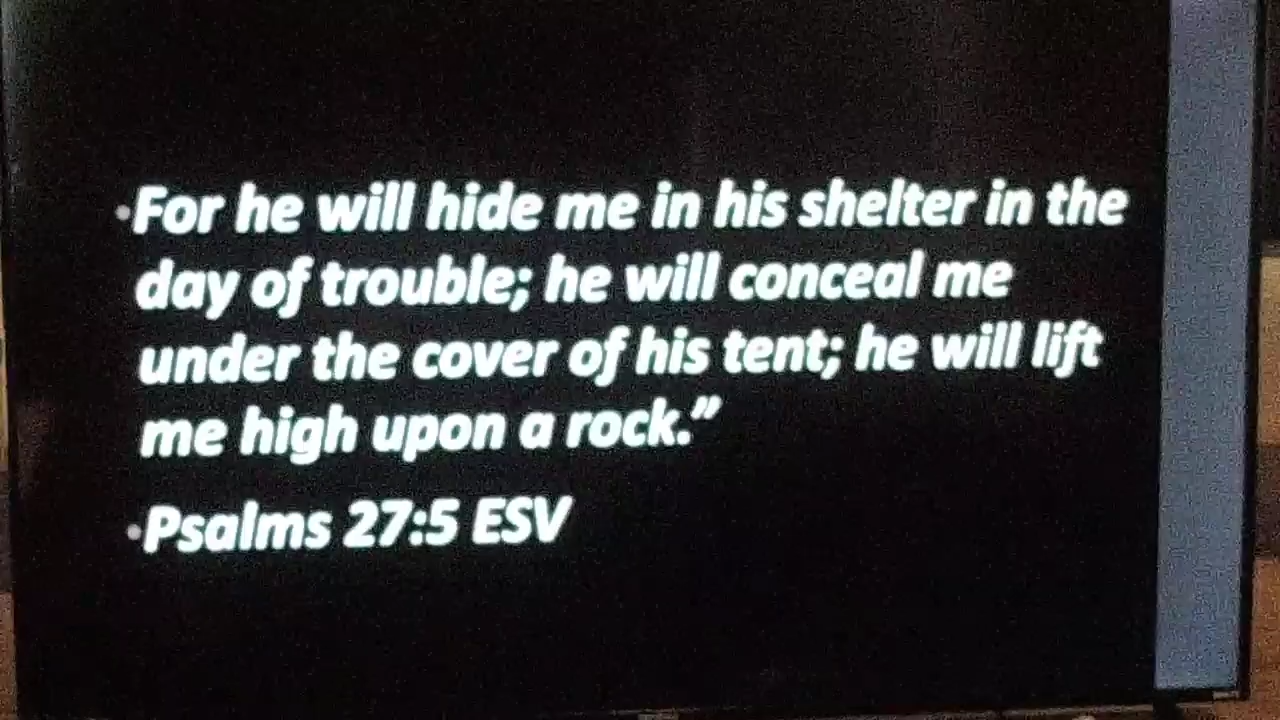 •For he will hide me in his shelter in the
day of trouble; he will conceal me
under the cover of his tent; he will lift
me high upon a rock.”
•Psalms 27:5 ESV